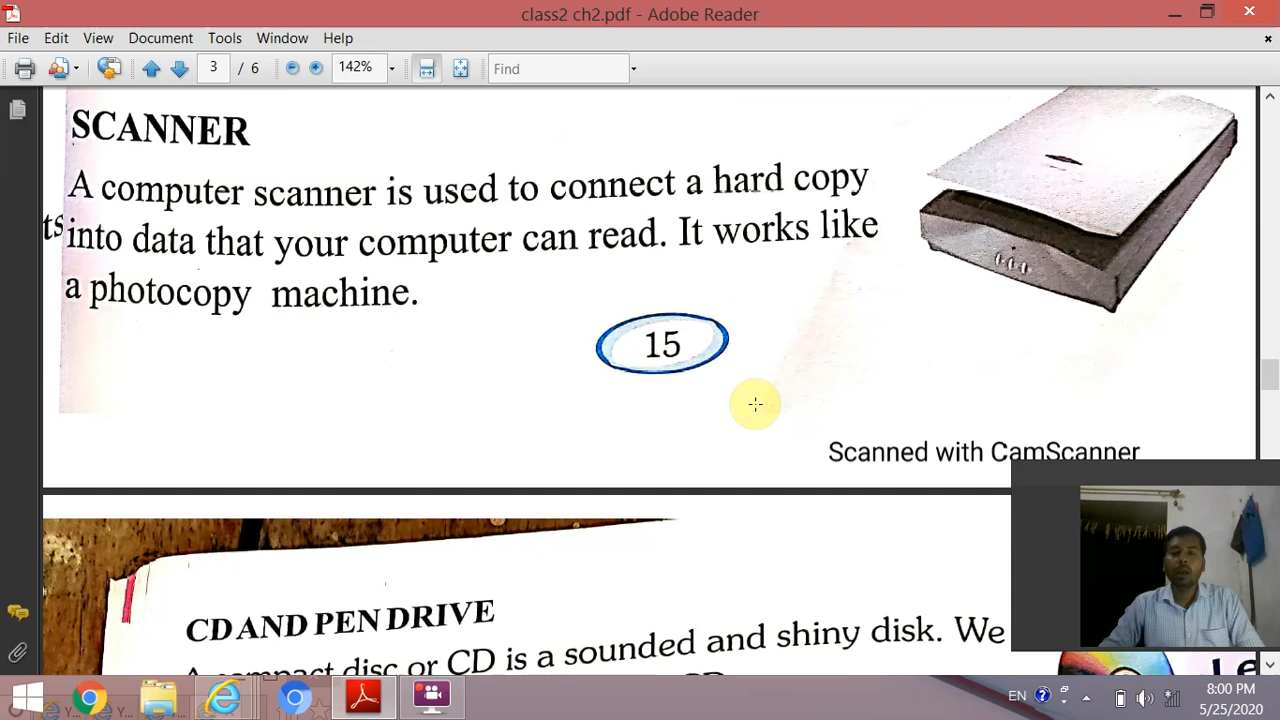 class2 ch2.pdf - Adobe Reader
File Edit View Document Tools Window Help
3 / 6 142% Find
SCANNER
A computer scanner is used to connect a hard copy
ts into data that your computer can read. It works like
a photocopy machine.
15
Scanned with CamScanner
CD AND PEN DRIVE
A compact disc or CD is a sounded and shiny disk. We
CD
EN 8:00 PM
5/25/2020